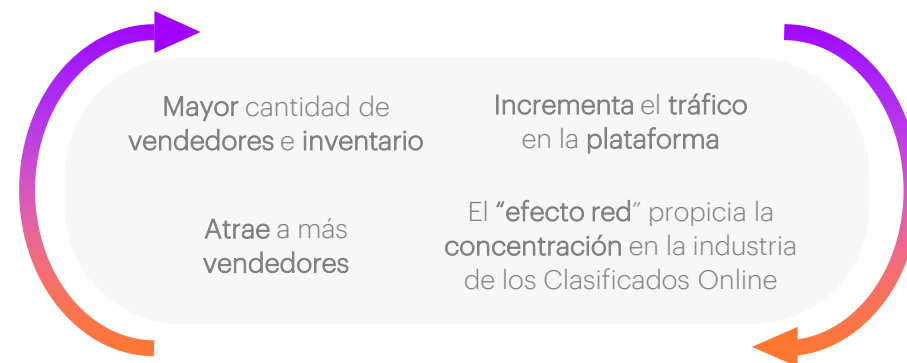 Mayor cantidad de
vendedores e inventario
Incrementa el tráfico
en la plataforma
Atrae a más
vendedores
El “efecto red” propicia la
concentración en la industria
de los Clasificados Online